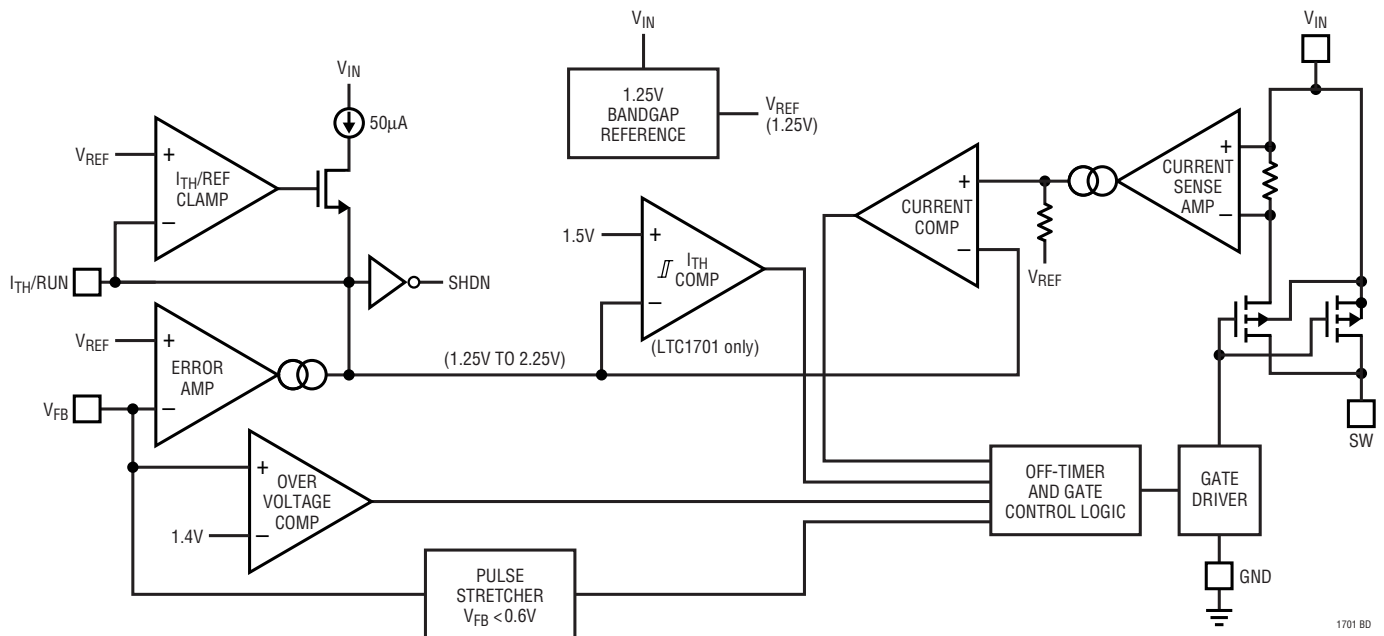 VIN
VIN
VIN
50µA
1.25V
BANDGAP
REFERENCE
VREF
(1.25V)
VREF
+
ITH/REF
CLAMP
–
+
CURRENT
SENSE
AMP
–
+
CURRENT
COMP
–
VREF
1.5V
+
ITH
COMP
–
(LTC1701 only)
ITH/RUN
SHDN
VREF
+
ERROR
AMP
–
(1.25V TO 2.25V)
VFB
SW
+
OVER
VOLTAGE
COMP
1.4V
–
OFF-TIMER
AND GATE
CONTROL LOGIC
GATE
DRIVER
PULSE
STRETCHER
VFB <0.6V
GND
1701 BD